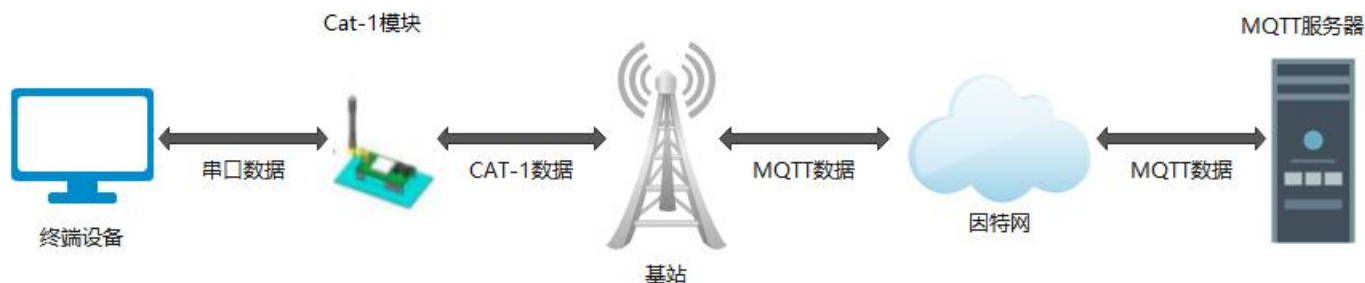 Cat-1模块
MQTT服务器
串口数据
CAT-1数据
MQTT数据
MQTT数据
终端设备
因特网
基站